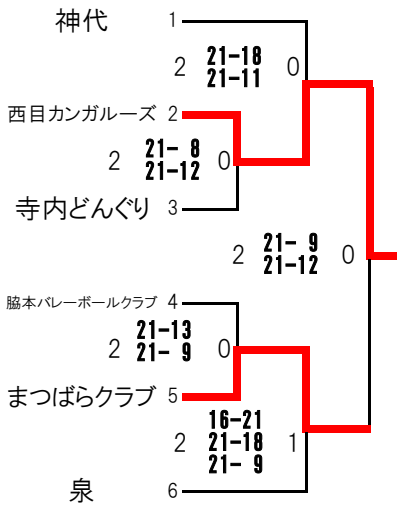 神代 1
2 21-18 0
21-11
西目カンガルーズ 2
2 21- 8 0
21-12
寺内どんぐり 3
2 21- 9 0
21-12
脇本バレーボールクラブ 4
21-13
2 21- 9 0
まつばらクラブ 5
16-21
2 21-18 1
21- 9
泉 6